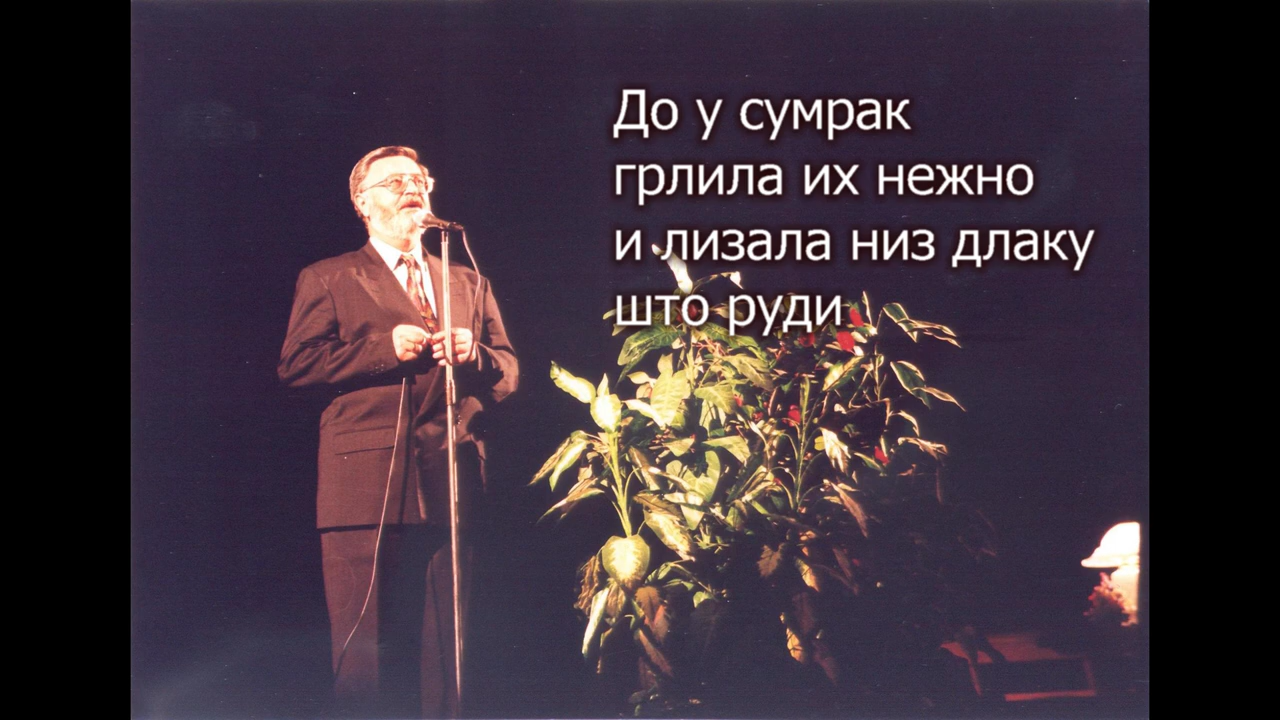 До у сумрак
грлила их нежно
и лизала низ длаку
што руди